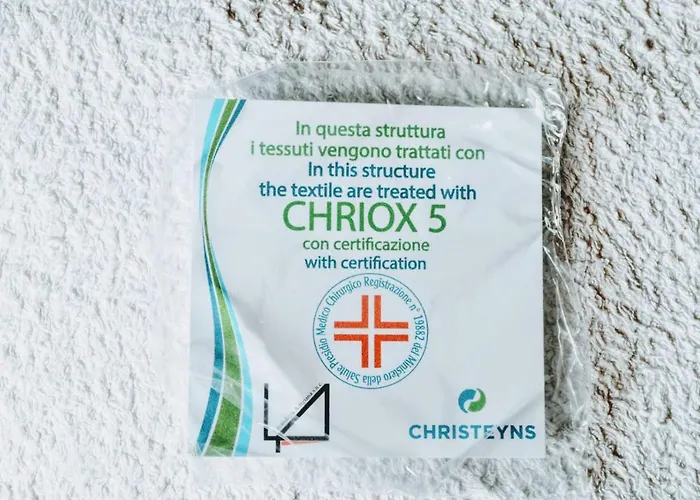 In questa struttura
i tessuti vengono trattati con
In this structure
the textile are treated with
CHRIOX 5
con certificazione
with certification
Presidio Medico Chirurgico Registrazione n° 19882 del Ministero della Salute
CHRISTEYNS